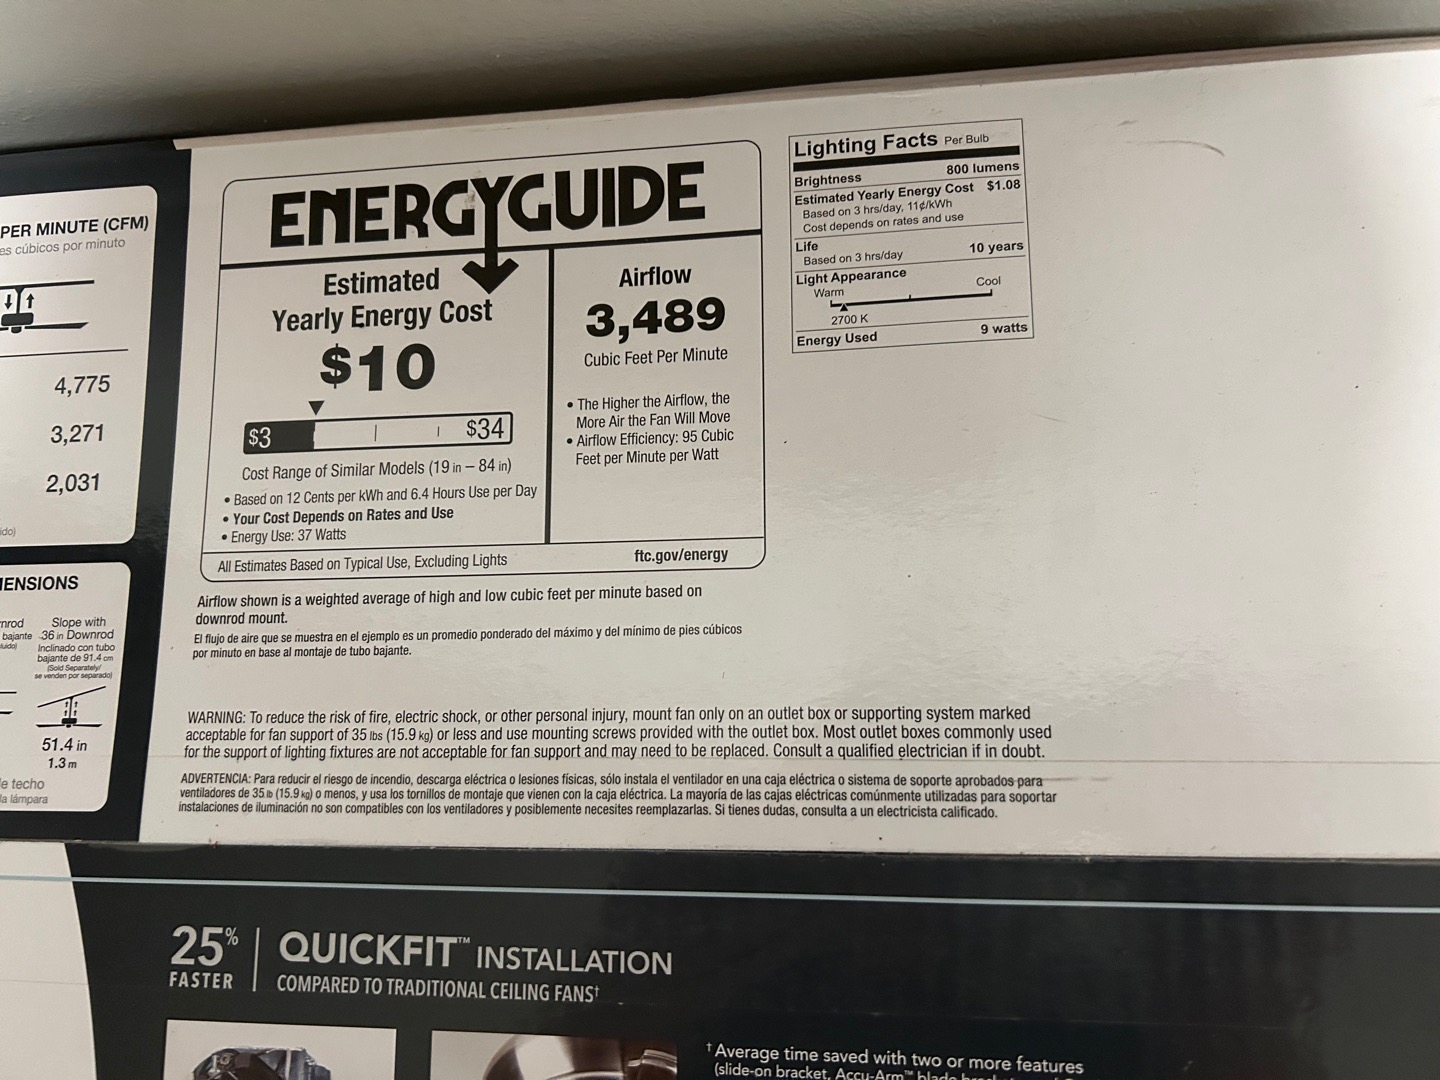 PER MINUTE (CFM)
es cúbicos por minuto
4,775
3,271
2,031
ido)
ENSIONS
nrod
bajante
luido)
Slope with
36 in Downrod
Inclinado con tubo
bajante de 91.4 cm
(Sold Separately/
se venden por separado)
51.4 in
1.3 m
e techo
la lámpara
ENERGYGUIDE
Estimated
Yearly Energy Cost
$10
$3
$34
Cost Range of Similar Models (19 in – 84 in)
• Based on 12 Cents per kWh and 6.4 Hours Use per Day
• Your Cost Depends on Rates and Use
• Energy Use: 37 Watts
Airflow
3,489
Cubic Feet Per Minute
• The Higher the Airflow, the
More Air the Fan Will Move
• Airflow Efficiency: 95 Cubic
Feet per Minute per Watt
All Estimates Based on Typical Use, Excluding Lights
ftc.gov/energy
Lighting Facts Per Bulb
Brightness 800 lumens
Estimated Yearly Energy Cost $1.08
Based on 3 hrs/day, 11¢/kWh
Cost depends on rates and use
Life
Based on 3 hrs/day 10 years
Light Appearance
Warm Cool
2700 K
Energy Used 9 watts
Airflow shown is a weighted average of high and low cubic feet per minute based on
downrod mount.
El flujo de aire que se muestra en el ejemplo es un promedio ponderado del máximo y del mínimo de pies cúbicos
por minuto en base al montaje de tubo bajante.
WARNING: To reduce the risk of fire, electric shock, or other personal injury, mount fan only on an outlet box or supporting system marked
acceptable for fan support of 35 lbs (15.9 kg) or less and use mounting screws provided with the outlet box. Most outlet boxes commonly used
for the support of lighting fixtures are not acceptable for fan support and may need to be replaced. Consult a qualified electrician if in doubt.
ADVERTENCIA: Para reducir el riesgo de incendio, descarga eléctrica o lesiones físicas, sólo instala el ventilador en una caja eléctrica o sistema de soporte aprobados para
ventiladores de 35 lb (15.9 kg) o menos, y usa los tornillos de montaje que vienen con la caja eléctrica. La mayoría de las cajas eléctricas comúnmente utilizadas para soportar
instalaciones de iluminación no son compatibles con los ventiladores y posiblemente necesites reemplazarlas. Si tienes dudas, consulta a un electricista calificado.
25%
FASTER
QUICKFIT™ INSTALLATION
COMPARED TO TRADITIONAL CEILING FANS†
†Average time saved with two or more features
(slide-on bracket, Accu-Arm™ blade